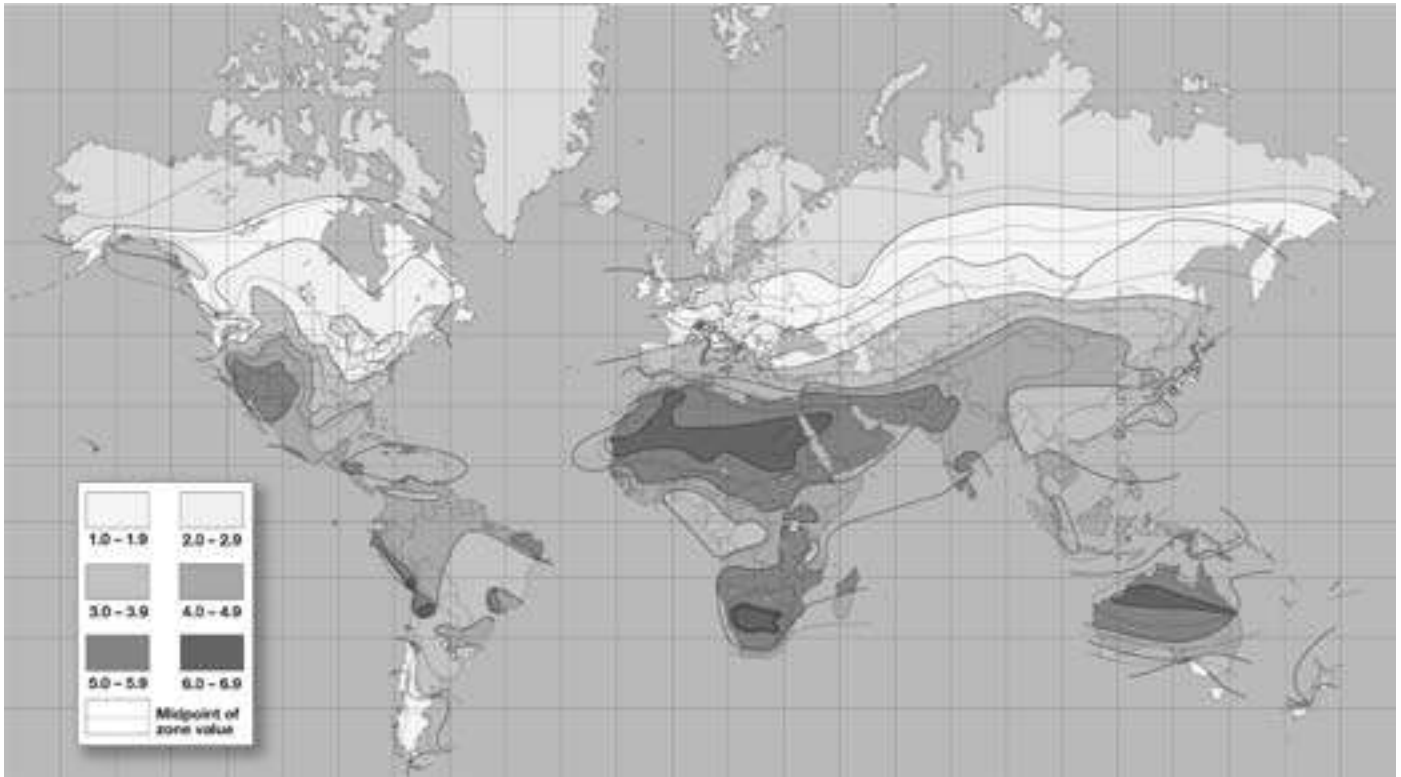 1.0 – 1.9 2.0 – 2.9
3.0 – 3.9 4.0 – 4.9
5.0 – 5.9 6.0 – 6.9
Midpoint of
zone value